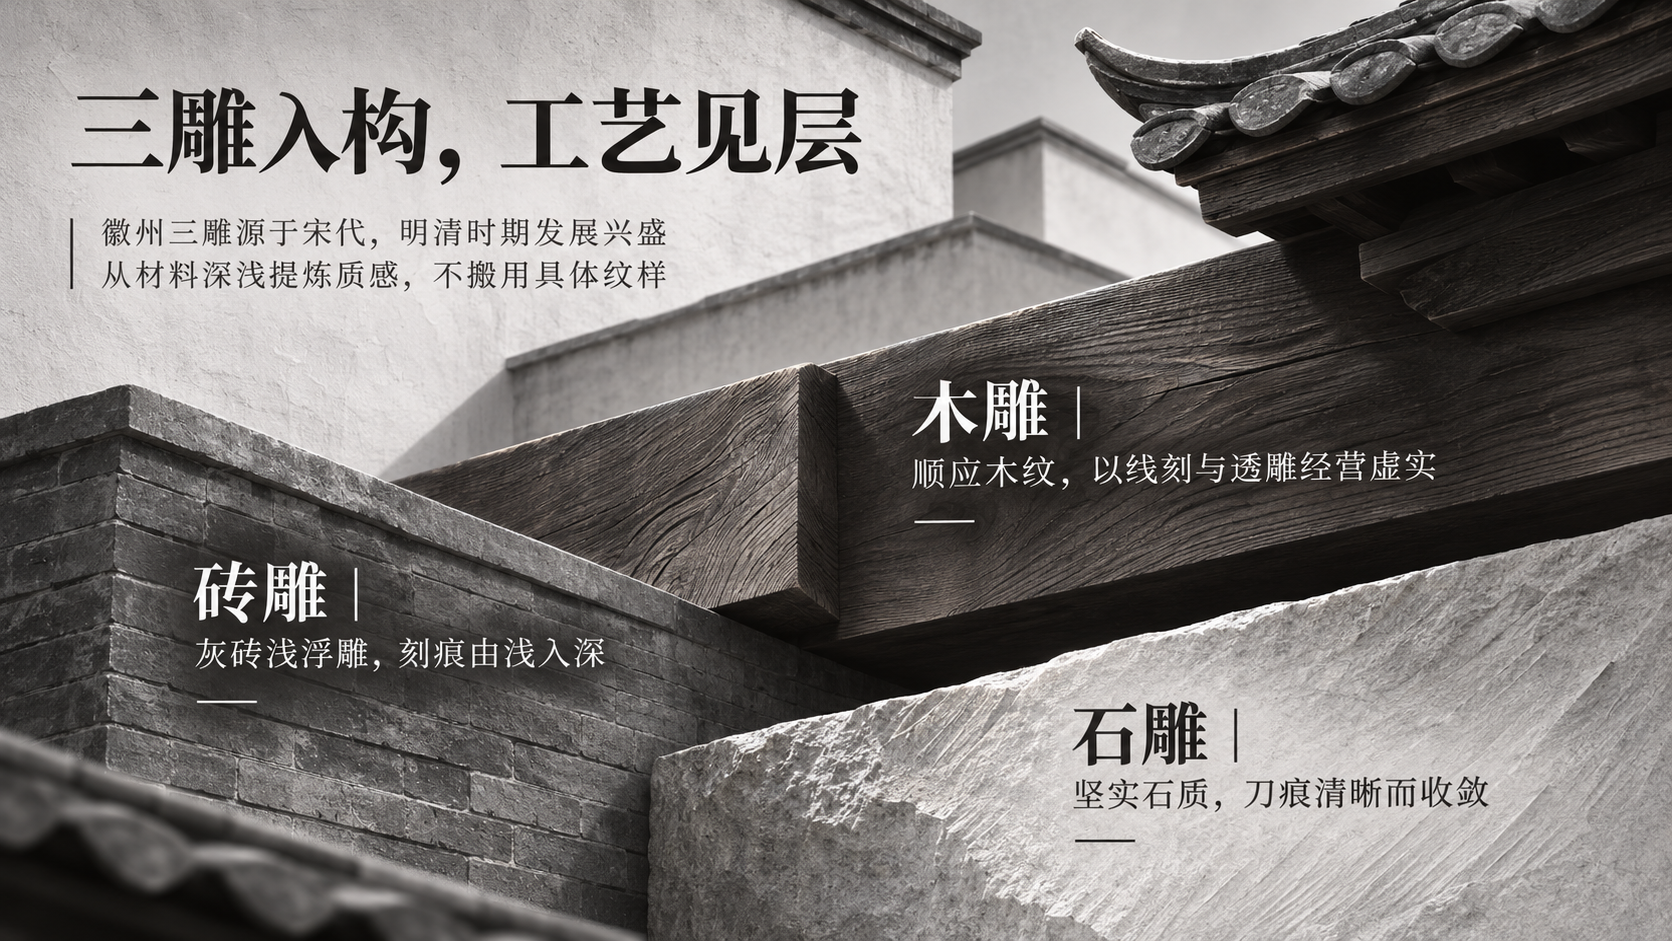 三雕入构，工艺见层
徽州三雕源于宋代，明清时期发展兴盛
从材料深浅提炼质感，不搬用具体纹样
木雕
顺应木纹，以线刻与透雕经营虚实
砖雕
灰砖浅浮雕，刻痕由浅入深
石雕
坚实石质，刀痕清晰而收敛